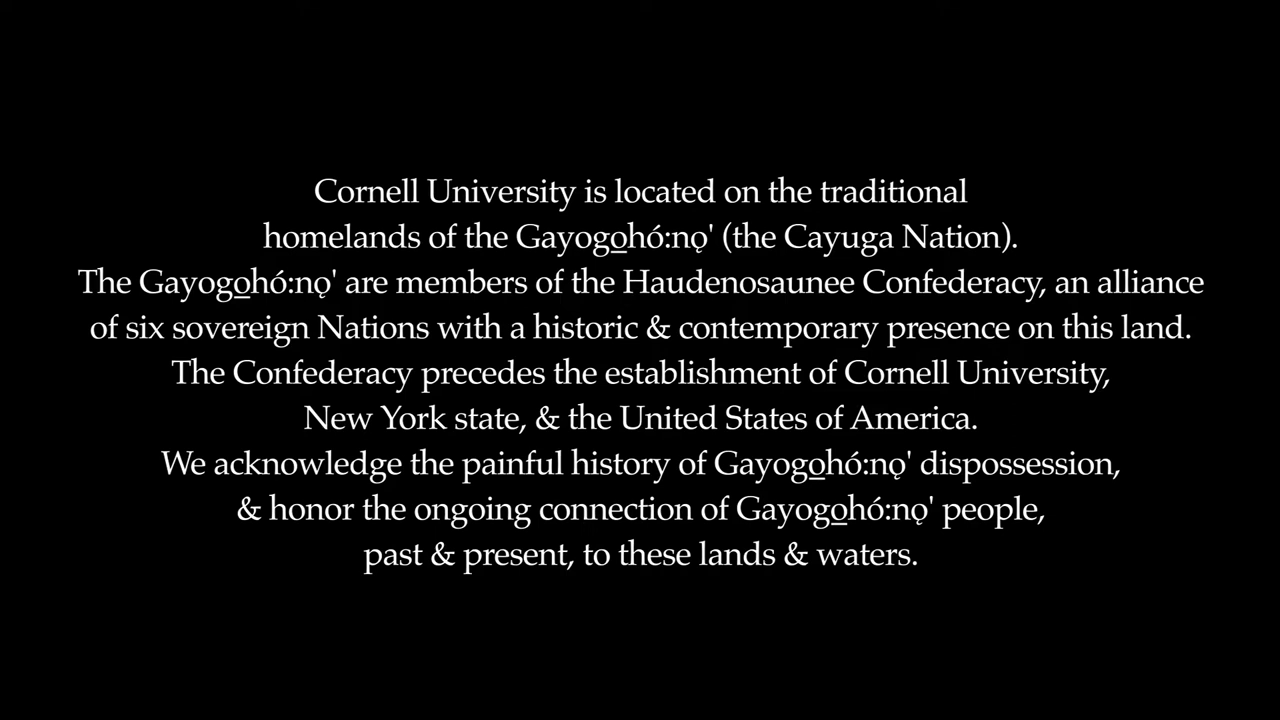 Cornell University is located on the traditional
homelands of the Gayogo̲hó:nǫ' (the Cayuga Nation).
The Gayogo̲hó:nǫ' are members of the Haudenosaunee Confederacy, an alliance
of six sovereign Nations with a historic & contemporary presence on this land.
The Confederacy precedes the establishment of Cornell University,
New York state, & the United States of America.
We acknowledge the painful history of Gayogo̲hó:nǫ' dispossession,
& honor the ongoing connection of Gayogo̲hó:nǫ' people,
past & present, to these lands & waters.